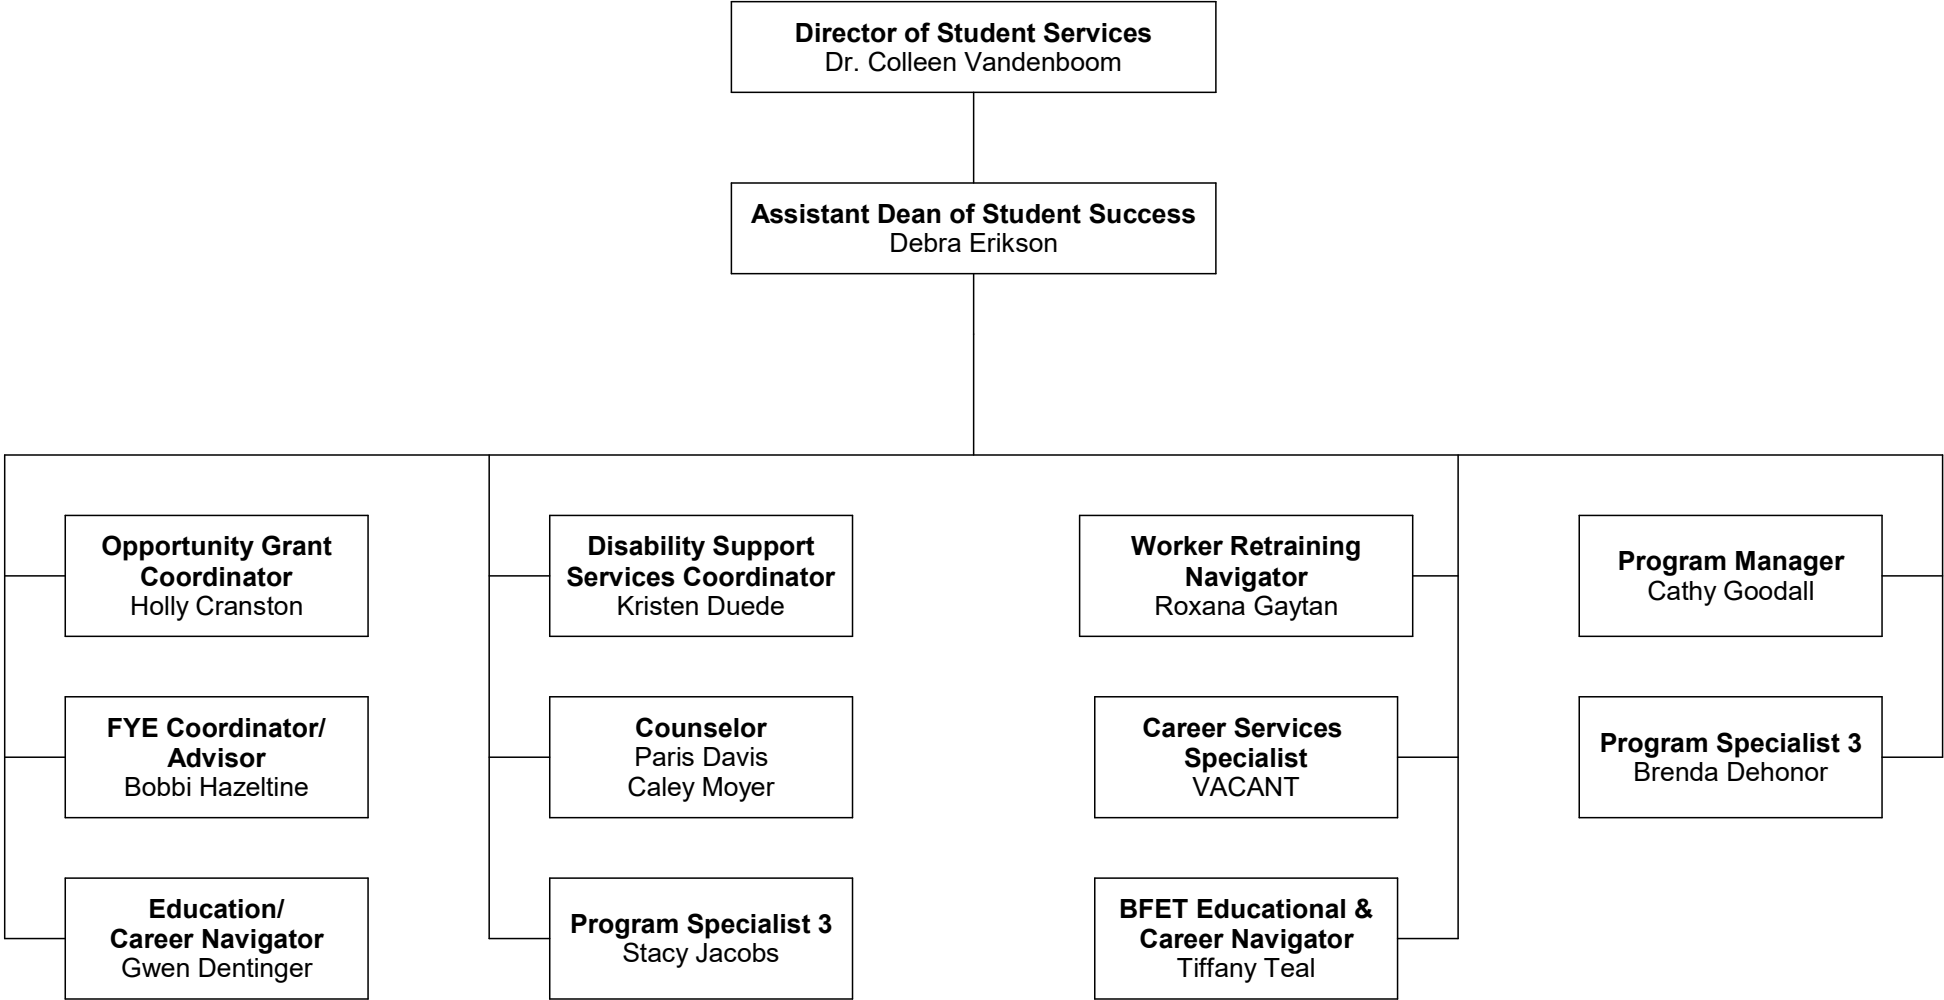 Director of Student Services
Dr. Colleen Vandenboom
Assistant Dean of Student Success
Debra Erikson
Opportunity Grant
Coordinator
Holly Cranston
FYE Coordinator/
Advisor
Bobbi Hazeltine
Education/
Career Navigator
Gwen Dentinger
Disability Support
Services Coordinator
Kristen Duede
Counselor
Paris Davis
Caley Moyer
Program Specialist 3
Stacy Jacobs
Worker Retraining
Navigator
Roxana Gaytan
Career Services
Specialist
VACANT
BFET Educational &
Career Navigator
Tiffany Teal
Program Manager
Cathy Goodall
Program Specialist 3
Brenda Dehonor